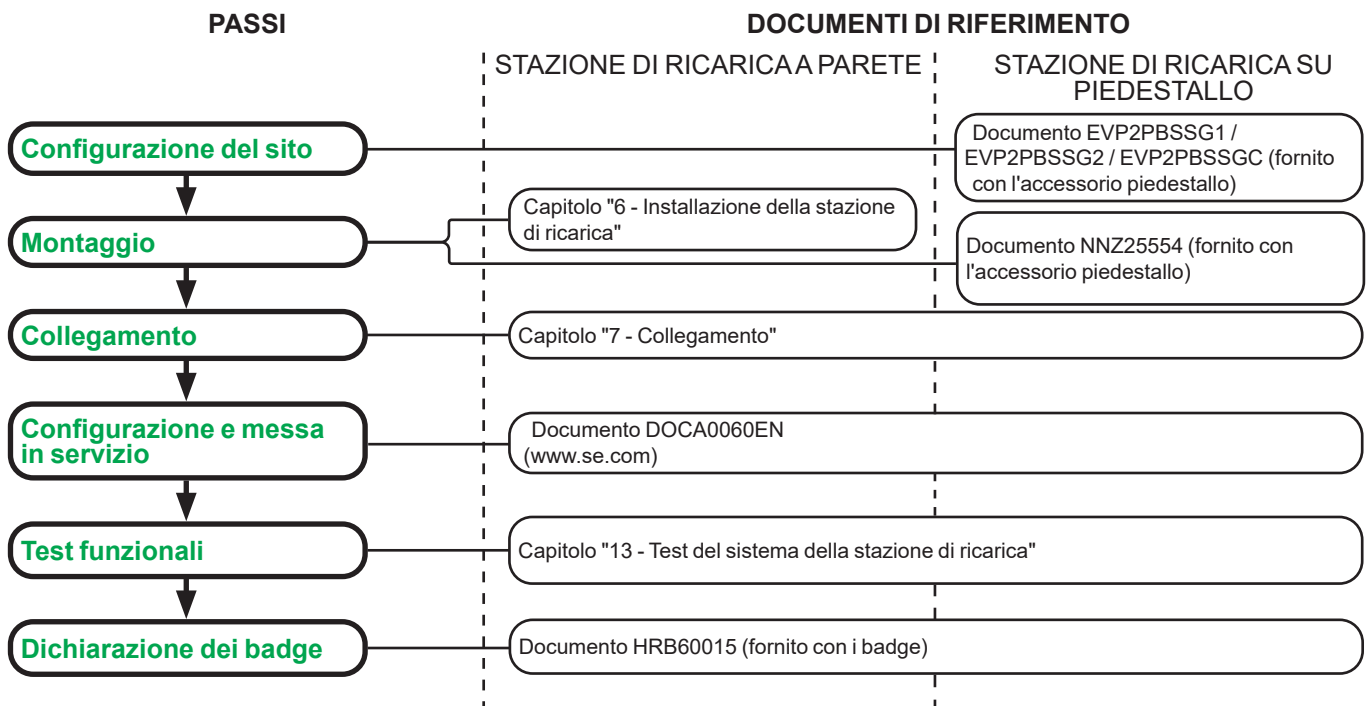 PASSI
DOCUMENTI DI RIFERIMENTO
STAZIONE DI RICARICA A PARETE
STAZIONE DI RICARICA SU
PIEDESTALLO
Configurazione del sito
Documento EVP2PBSSG1 /
EVP2PBSSG2 / EVP2PBSSGC (fornito
con l'accessorio piedestallo)
Montaggio
Capitolo "6 - Installazione della stazione
di ricarica"
Documento NNZ25554 (fornito con
l'accessorio piedestallo)
Collegamento
Capitolo "7 - Collegamento"
Configurazione e messa
in servizio
Documento DOCA0060EN
(www.se.com)
Test funzionali
Capitolo "13 - Test del sistema della stazione di ricarica"
Dichiarazione dei badge
Documento HRB60015 (fornito con i badge)